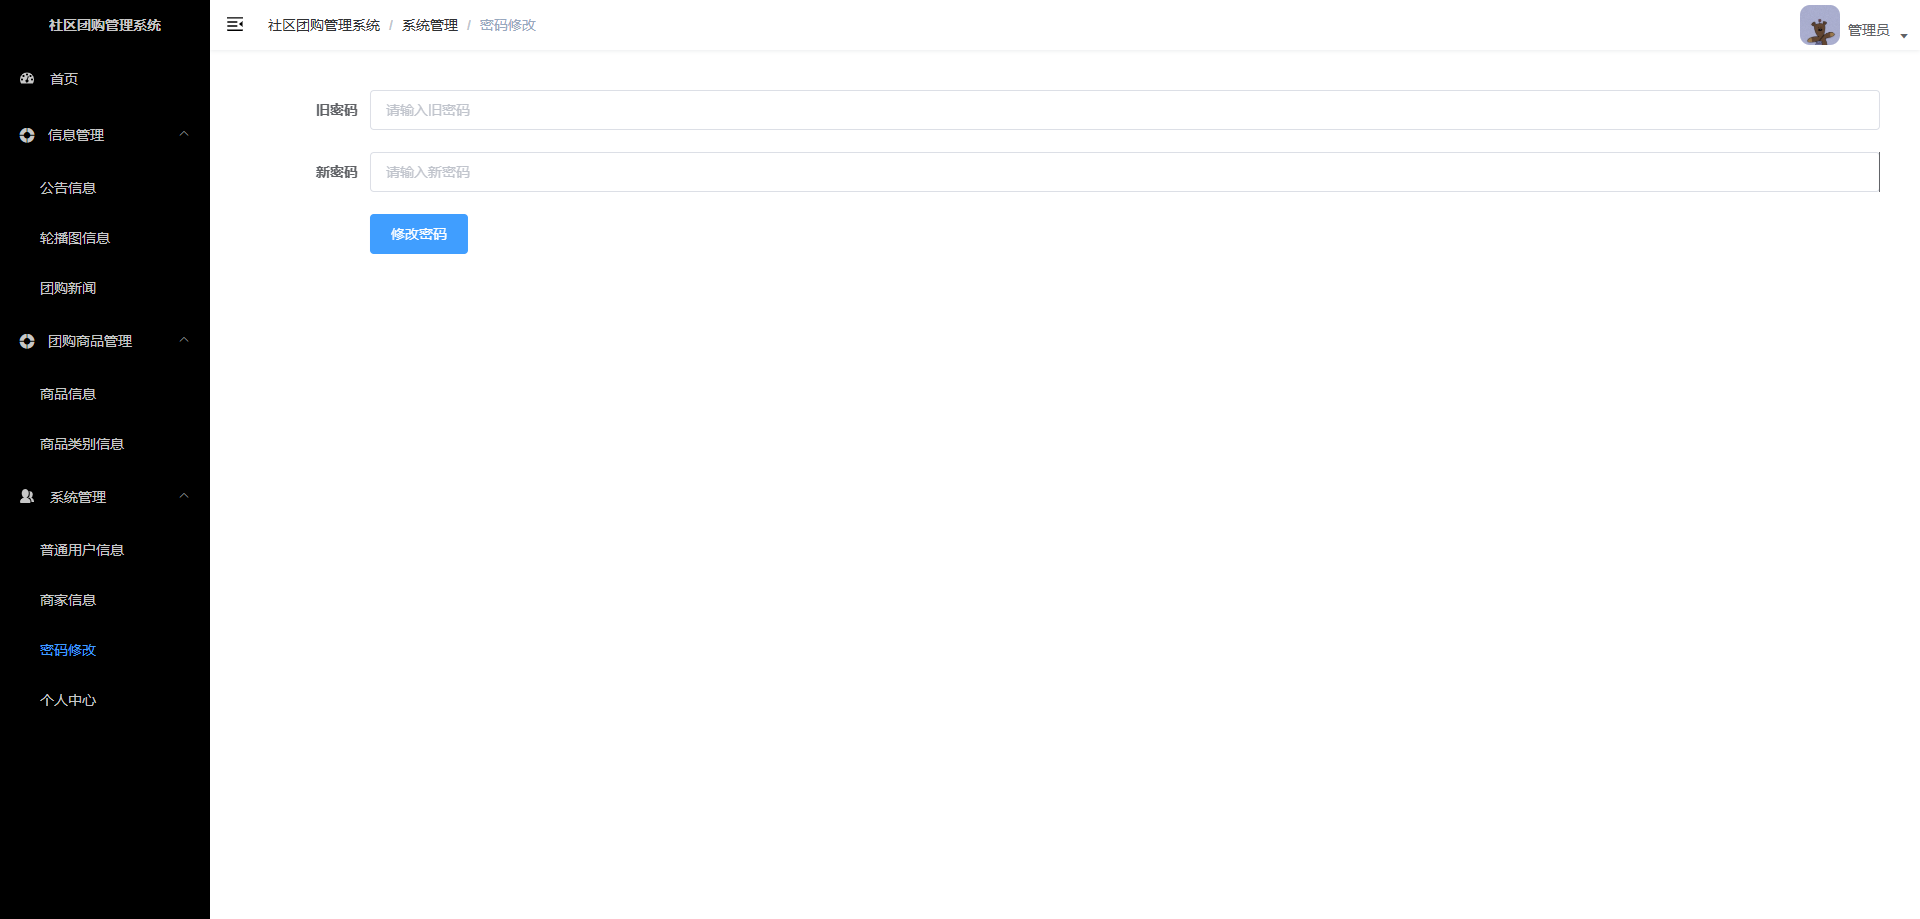 社区团购管理系统
首页
信息管理
公告信息
轮播图信息
团购新闻
团购商品管理
商品信息
商品类别信息
系统管理
普通用户信息
商家信息
密码修改
个人中心
社区团购管理系统 / 系统管理 / 密码修改
管理员
旧密码 请输入旧密码
新密码 请输入新密码
修改密码